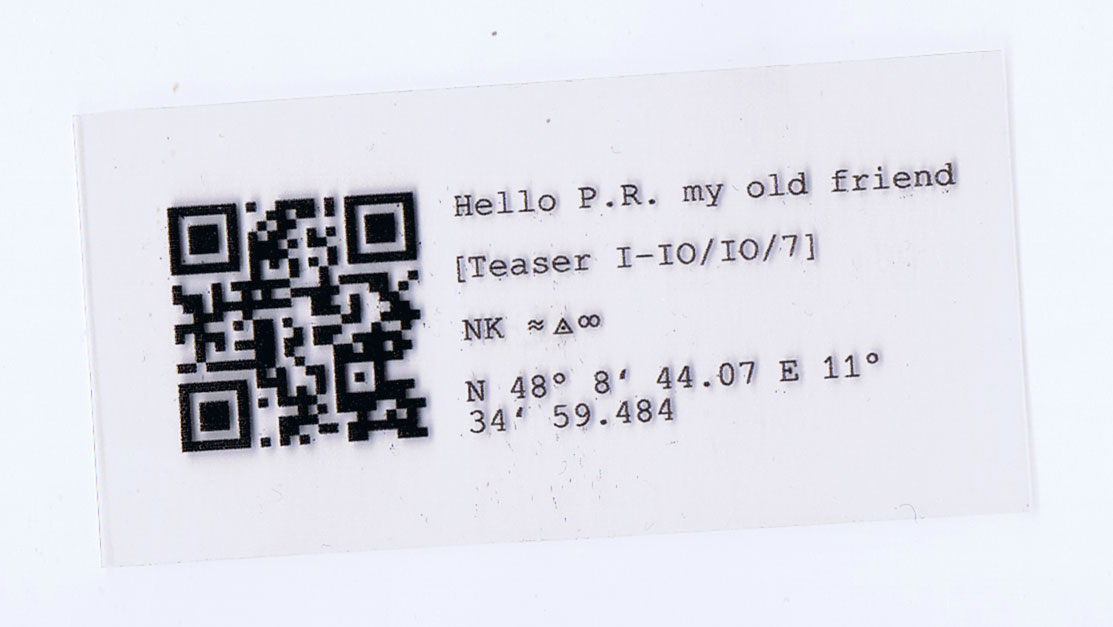 Hello P.R. my old friend
[Teaser I-IO/IO/7]
NK ≈ ◬∞
N 48° 8‘ 44.07 E 11°
34‘ 59.484